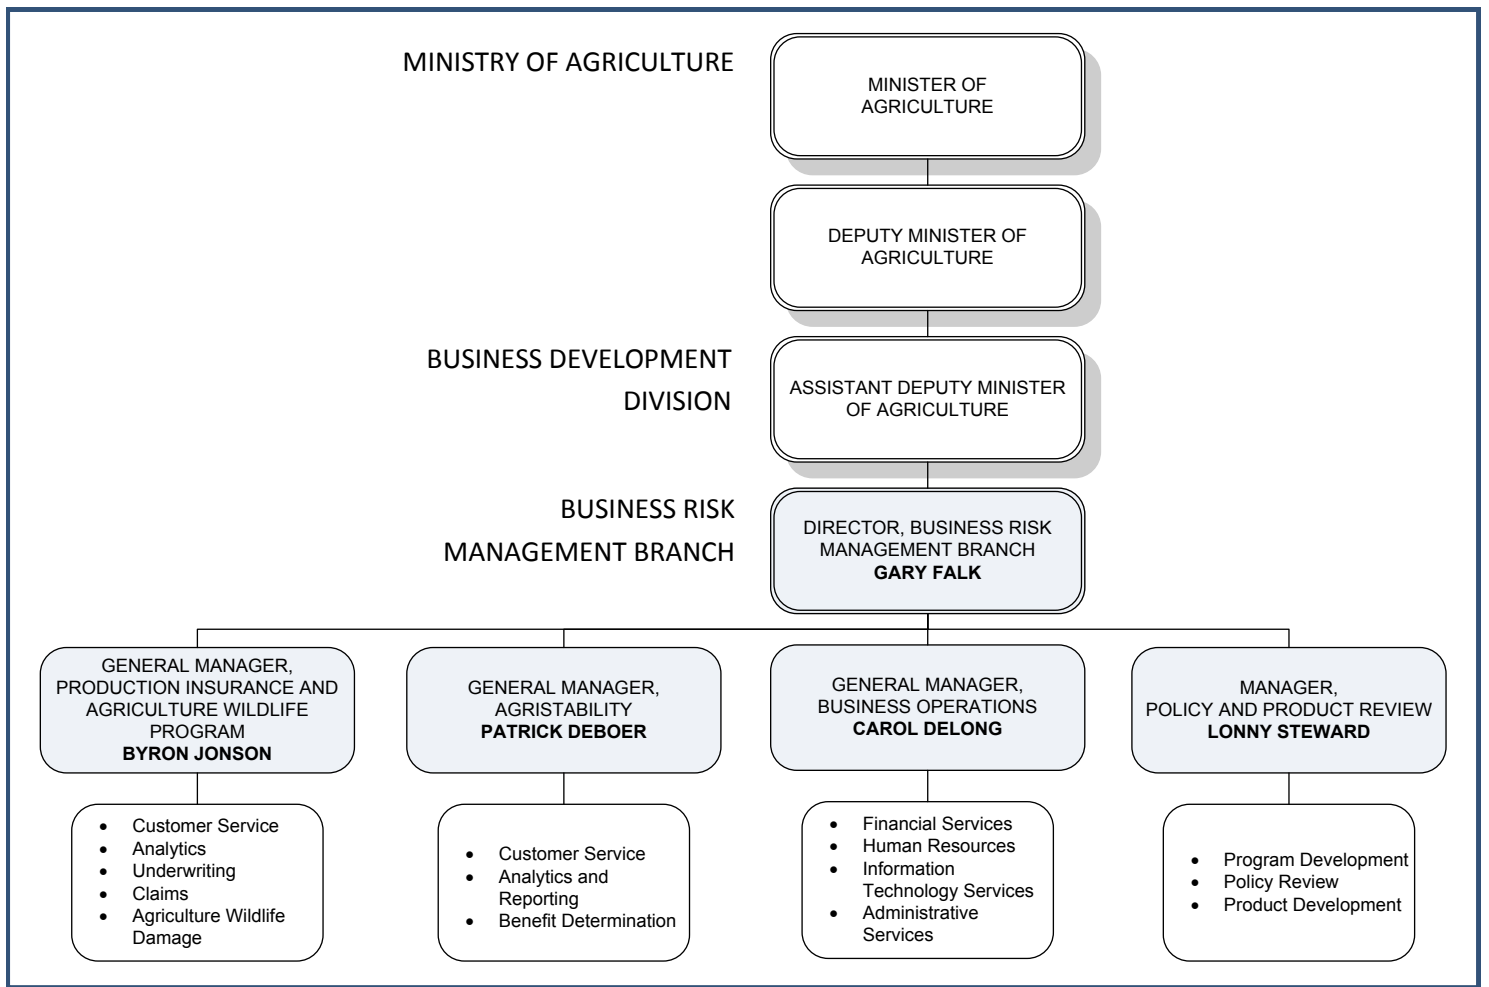 MINISTRY OF AGRICULTURE
MINISTER OF
AGRICULTURE
DEPUTY MINISTER OF
AGRICULTURE
BUSINESS DEVELOPMENT
DIVISION
ASSISTANT DEPUTY MINISTER
OF AGRICULTURE
BUSINESS RISK
MANAGEMENT BRANCH
DIRECTOR, BUSINESS RISK
MANAGEMENT BRANCH
GARY FALK
GENERAL MANAGER,
PRODUCTION INSURANCE AND
AGRICULTURE WILDLIFE
PROGRAM
BYRON JONSON
GENERAL MANAGER,
AGRISTABILITY
PATRICK DEBOER
GENERAL MANAGER,
BUSINESS OPERATIONS
CAROL DELONG
MANAGER,
POLICY AND PRODUCT REVIEW
LONNY STEWARD
• Customer Service
• Analytics
• Underwriting
• Claims
• Agriculture Wildlife
Damage
• Customer Service
• Analytics and
Reporting
• Benefit Determination
• Financial Services
• Human Resources
• Information
Technology Services
• Administrative
Services
• Program Development
• Policy Review
• Product Development